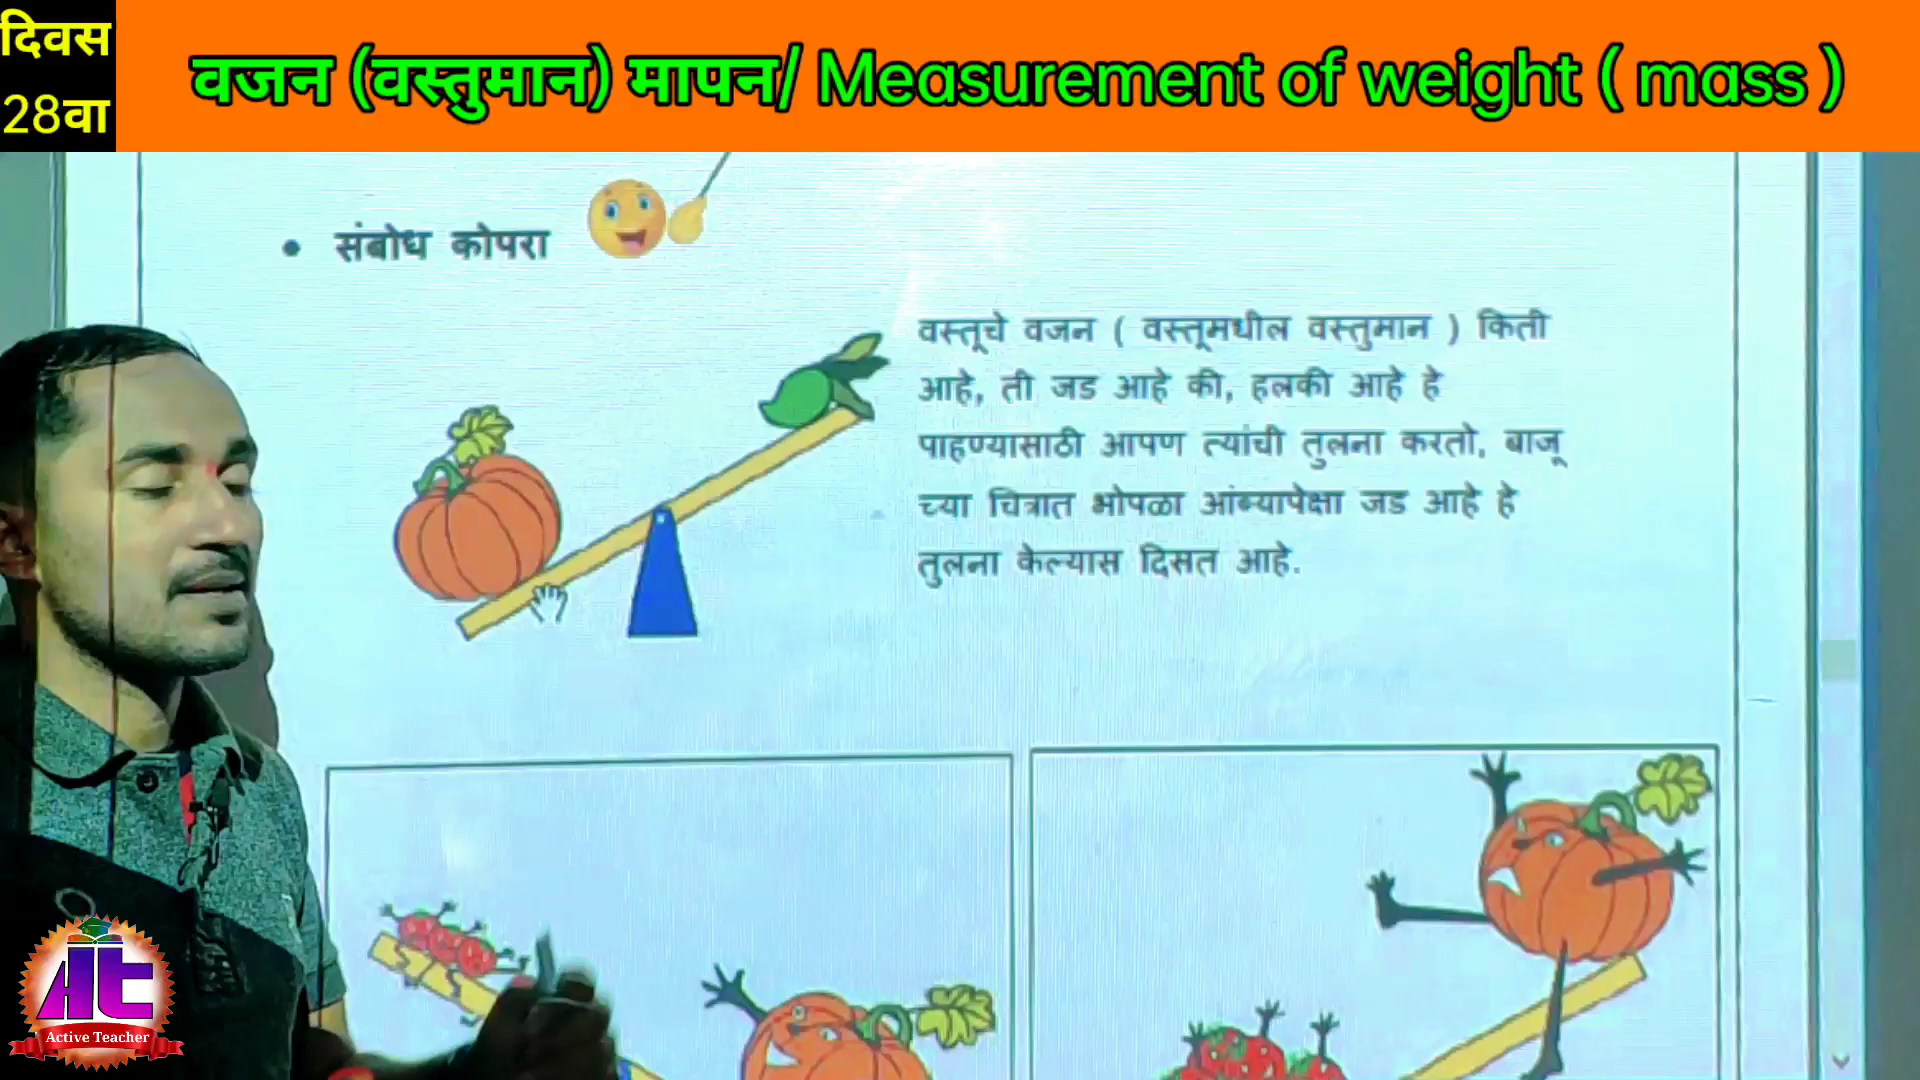 दिवस
28वा
वजन (वस्तुमान) मापन/ Measurement of weight ( mass )
• संबोध कोपरा
वस्तूचे वजन ( वस्तूमधील वस्तुमान ) किती
आहे, ती जड आहे की, हलकी आहे हे
पाहण्यासाठी आपण त्यांची तुलना करतो, बाजू
च्या चित्रात भोपळा आंब्यापेक्षा जड आहे हे
तुलना केल्यास दिसत आहे.
At
Active Teacher